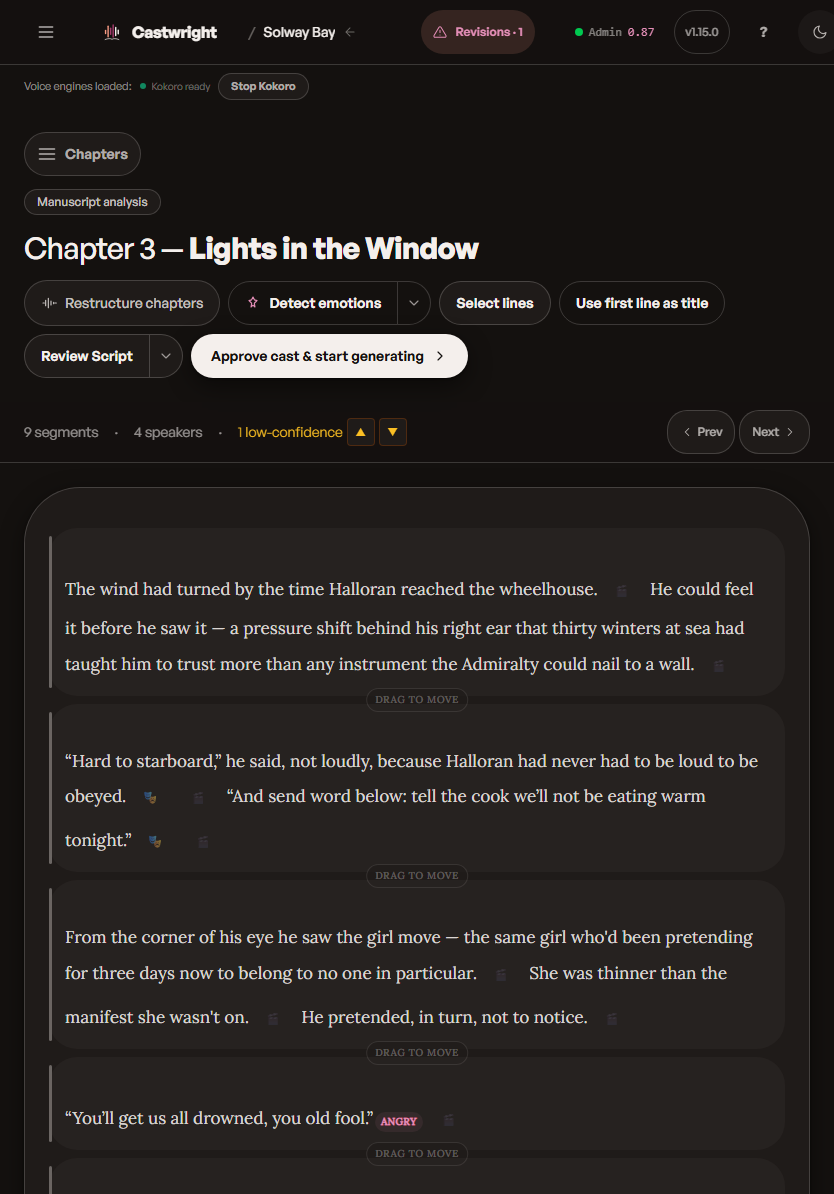 Castwright / Solway Bay ← Revisions · 1 Admin 0.87 v1.15.0 ?
Voice engines loaded: Kokoro ready Stop Kokoro
Chapters
Manuscript analysis
Chapter 3 — Lights in the Window
Restructure chapters Detect emotions Select lines Use first line as title
Review Script Approve cast & start generating
9 segments · 4 speakers · 1 low-confidence ▲ ▼ Prev Next
The wind had turned by the time Halloran reached the wheelhouse. He could feel
it before he saw it — a pressure shift behind his right ear that thirty winters at sea had
taught him to trust more than any instrument the Admiralty could nail to a wall.
DRAG TO MOVE
“Hard to starboard,” he said, not loudly, because Halloran had never had to be loud to be
obeyed. “And send word below: tell the cook we’ll not be eating warm
tonight.”
DRAG TO MOVE
From the corner of his eye he saw the girl move — the same girl who'd been pretending
for three days now to belong to no one in particular. She was thinner than the
manifest she wasn't on. He pretended, in turn, not to notice.
DRAG TO MOVE
“You’ll get us all drowned, you old fool.” ANGRY
DRAG TO MOVE